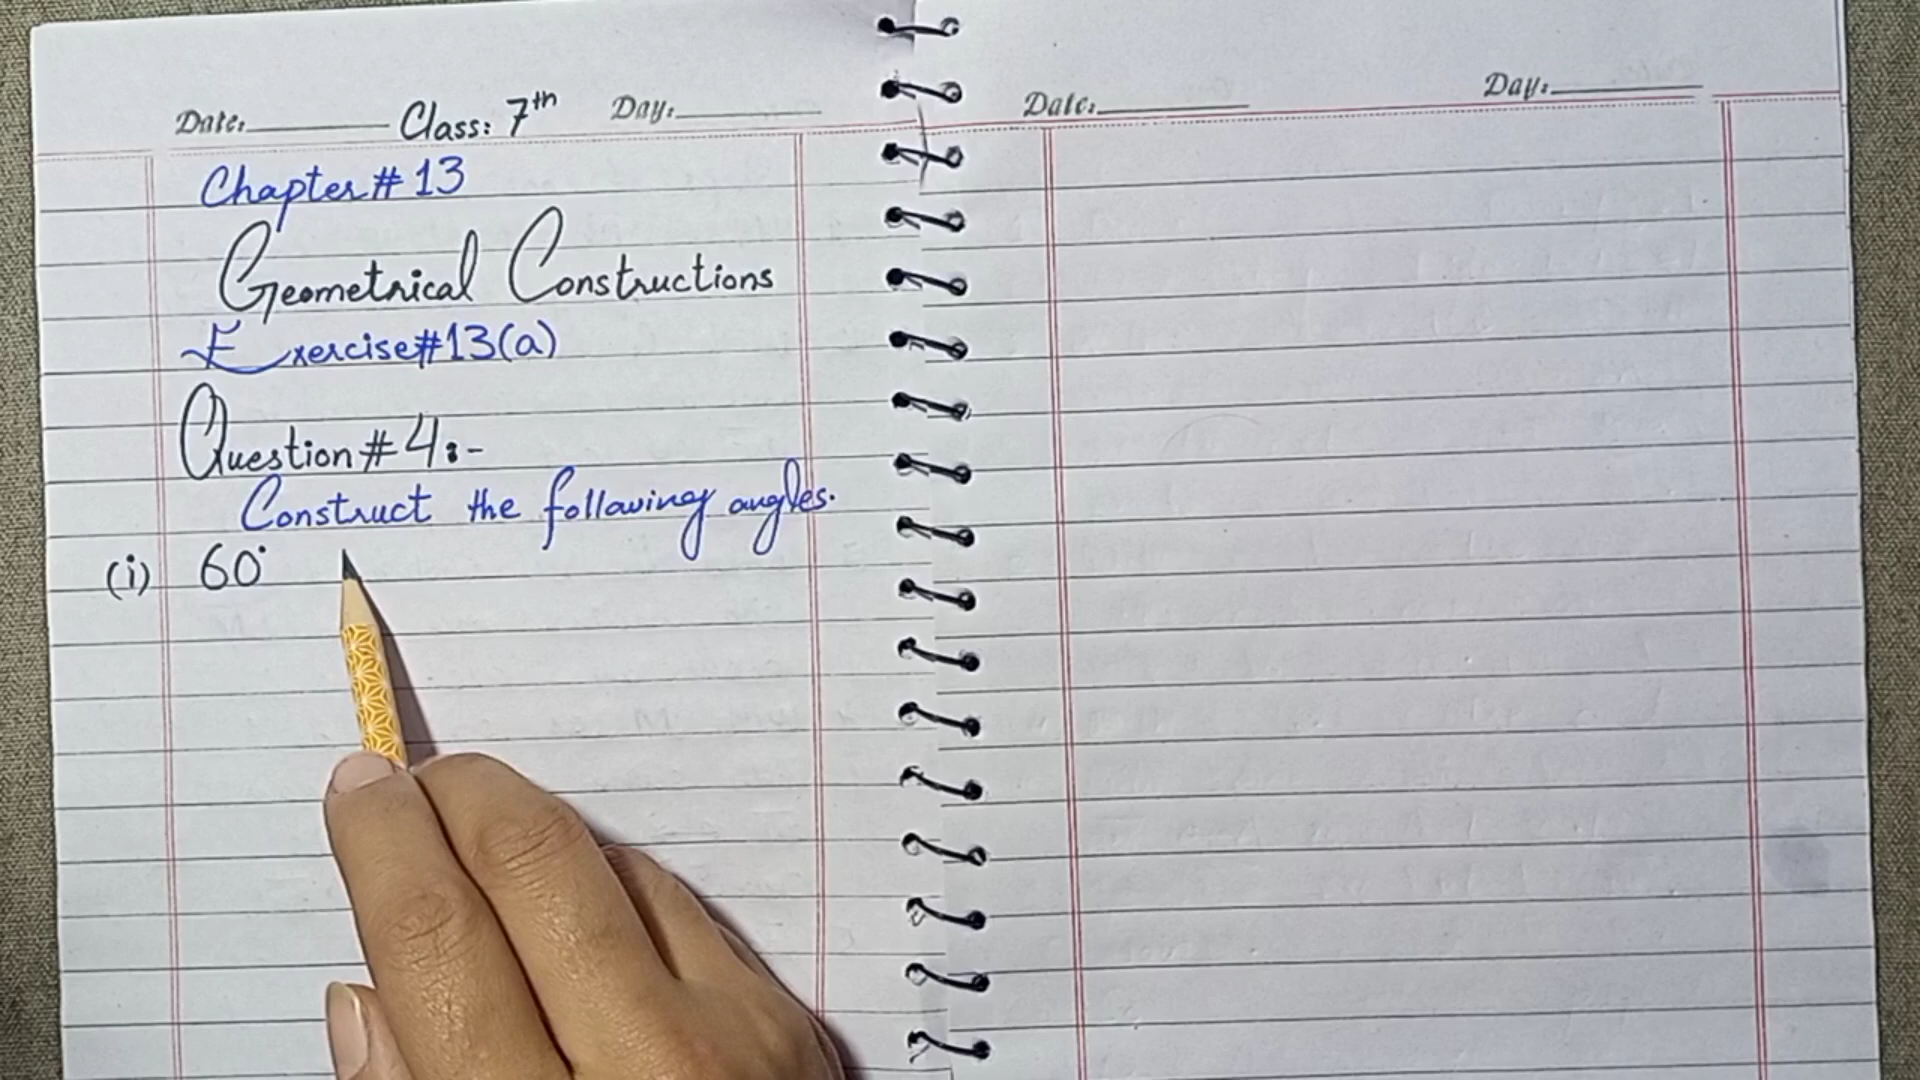 Date: Class: 7th Day:
Chapter # 13
Geometrical Constructions
Exercise # 13(a)
Question # 4:-
Construct the following angles.
(i) 60°
Date: Day: